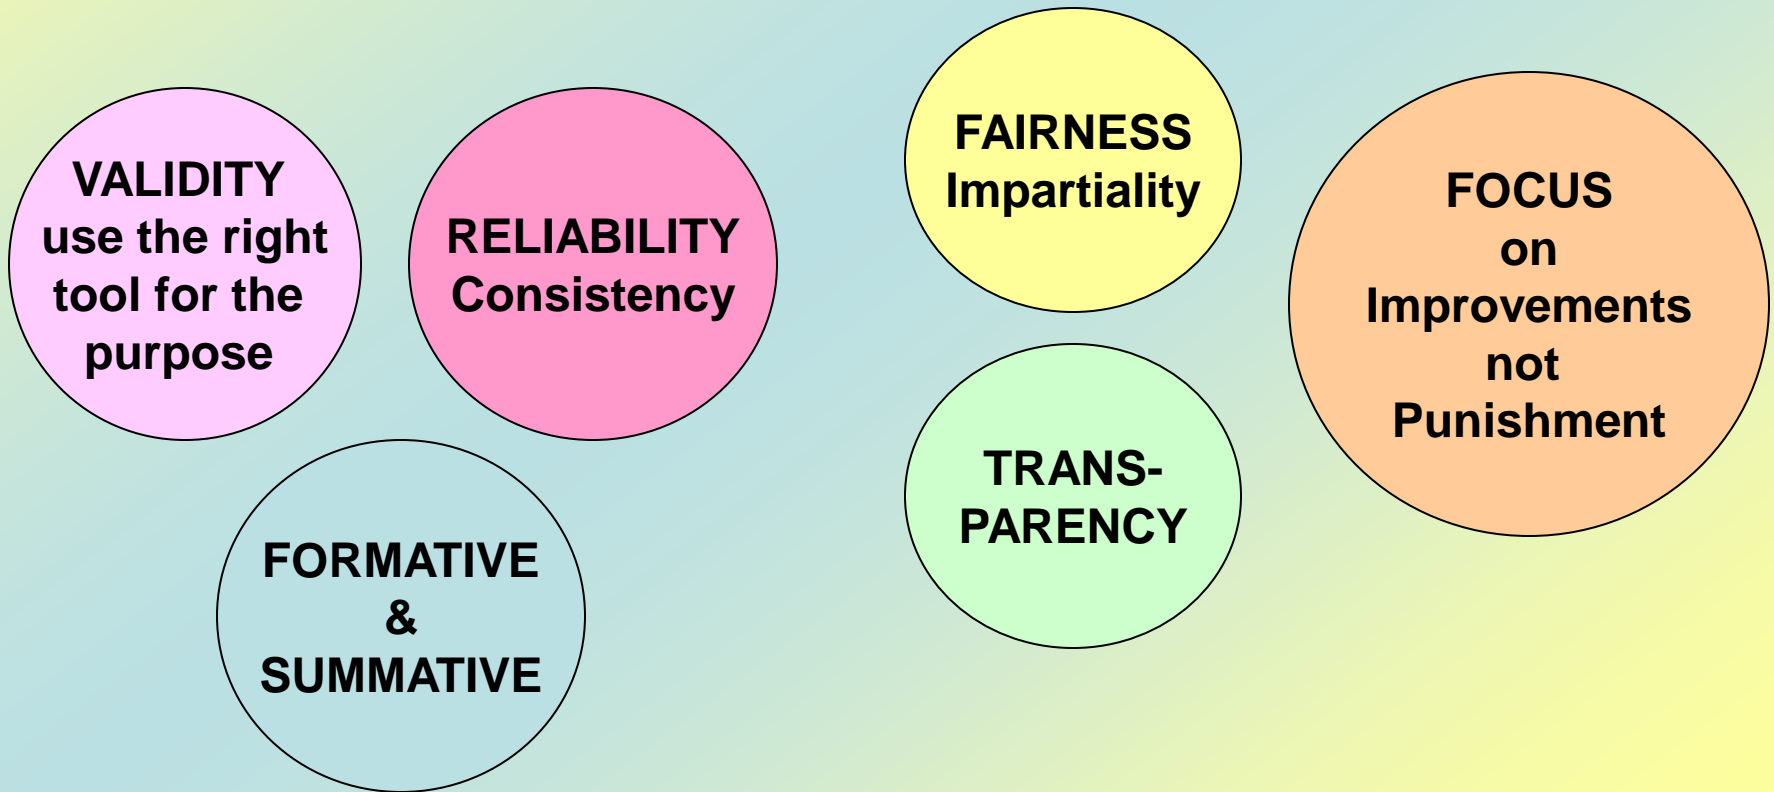 VALIDITY
use the right
tool for the
purpose
RELIABILITY
Consistency
FAIRNESS
Impartiality
FOCUS
on
Improvements
not
Punishment
FORMATIVE
&
SUMMATIVE
TRANS-
PARENCY